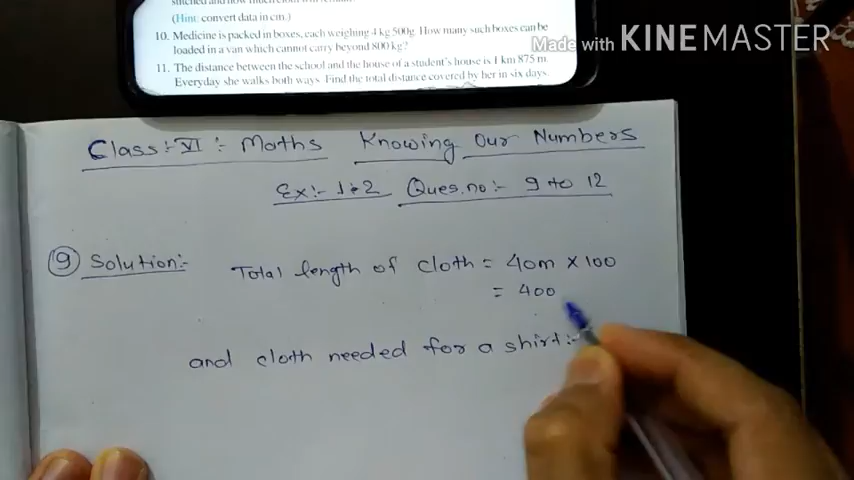 stitched and how much cloth will remain?
(Hint: convert data in cm.)
10. Medicine is packed in boxes, each weighing 4 kg 500g. How many such boxes can be
loaded in a van which cannot carry beyond 800 kg?
11. The distance between the school and the house of a student's house is 1 km 875 m.
Everyday she walks both ways. Find the total distance covered by her in six days.
Made with KINEMASTER
Class:- VI :- Maths Knowing Our Numbers
Ex:- 1.2 Ques.no:- 9 to 12
9 Solution:- Total length of cloth = 40m × 100
= 400
and cloth needed for a shirt:-